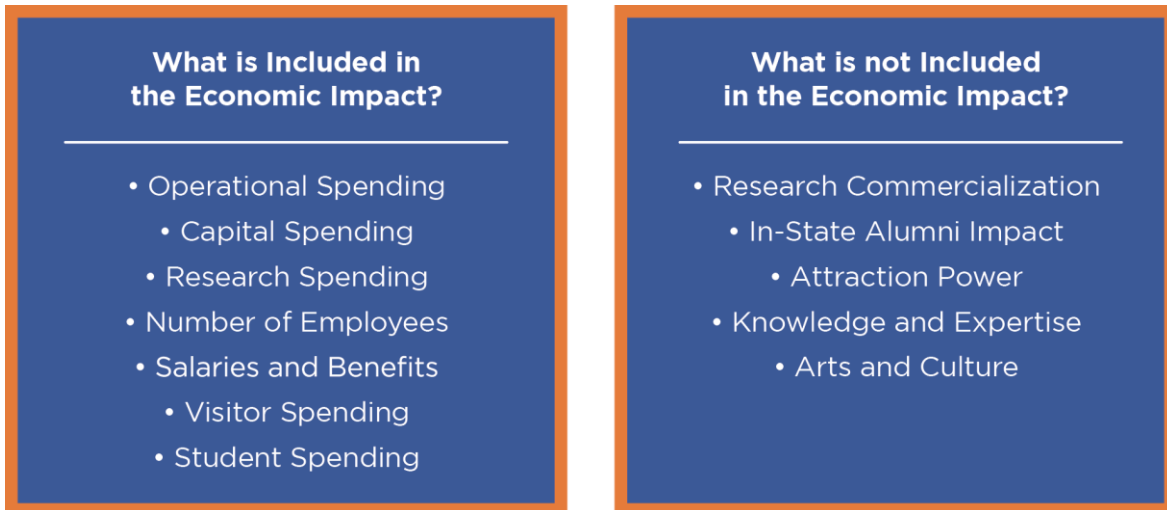 What is Included in
the Economic Impact?
• Operational Spending
• Capital Spending
• Research Spending
• Number of Employees
• Salaries and Benefits
• Visitor Spending
• Student Spending
What is not Included
in the Economic Impact?
• Research Commercialization
• In-State Alumni Impact
• Attraction Power
• Knowledge and Expertise
• Arts and Culture